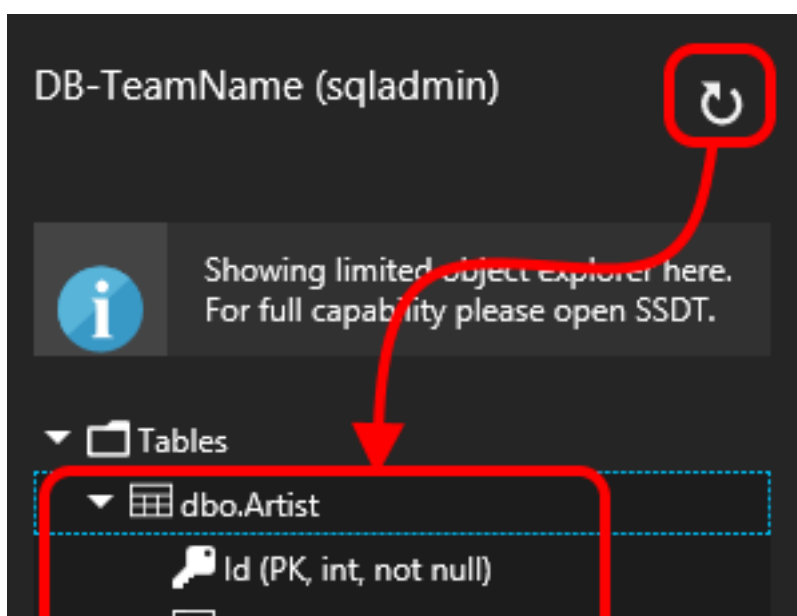 DB-TeamName (sqladmin)
Showing limited object explorer here.
For full capability please open SSDT.
Tables
dbo.Artist
Id (PK, int, not null)